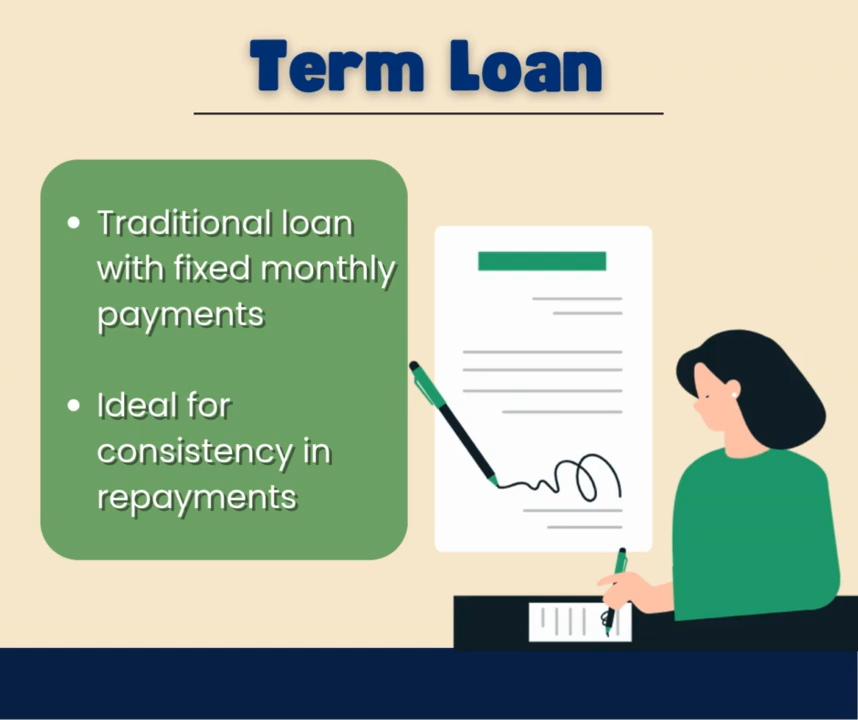 Term Loan
• Traditional loan
with fixed monthly
payments
• Ideal for
consistency in
repayments